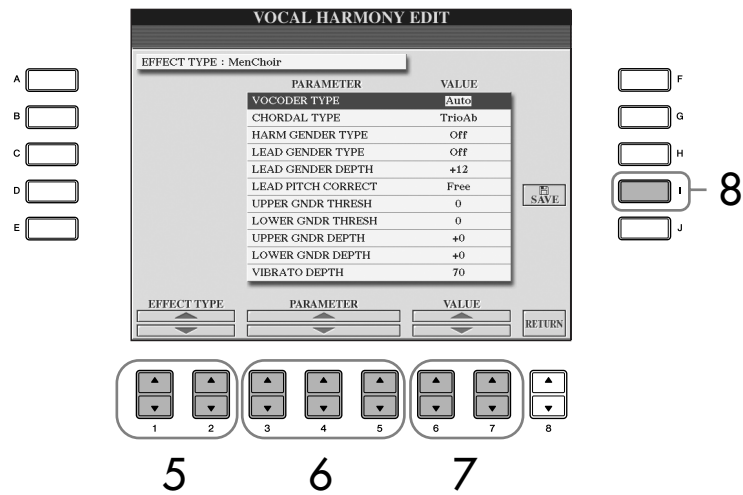 VOCAL HARMONY EDIT
EFFECT TYPE : MenChoir
PARAMETER VALUE
VOCODER TYPE Auto
CHORDAL TYPE TrioAb
HARM GENDER TYPE Off
LEAD GENDER TYPE Off
LEAD GENDER DEPTH +12
LEAD PITCH CORRECT Free
UPPER GNDR THRESH 0
LOWER GNDR THRESH 0
UPPER GNDR DEPTH +0
LOWER GNDR DEPTH +0
VIBRATO DEPTH 70
SAVE
EFFECT TYPE PARAMETER VALUE
RETURN
A
B
C
D
E
F
G
H
I 8
J
1 2 3 4 5 6 7 8
5 6 7